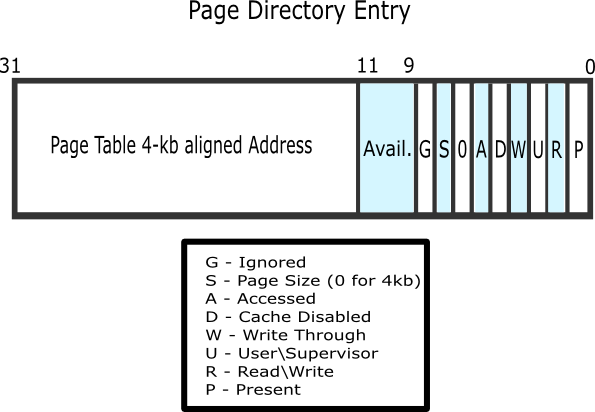 Page Directory Entry
31 11 9 0
Page Table 4-kb aligned Address Avail. G S 0 A D W U R P
G - Ignored
S - Page Size (0 for 4kb)
A - Accessed
D - Cache Disabled
W - Write Through
U - User\Supervisor
R - Read\Write
P - Present